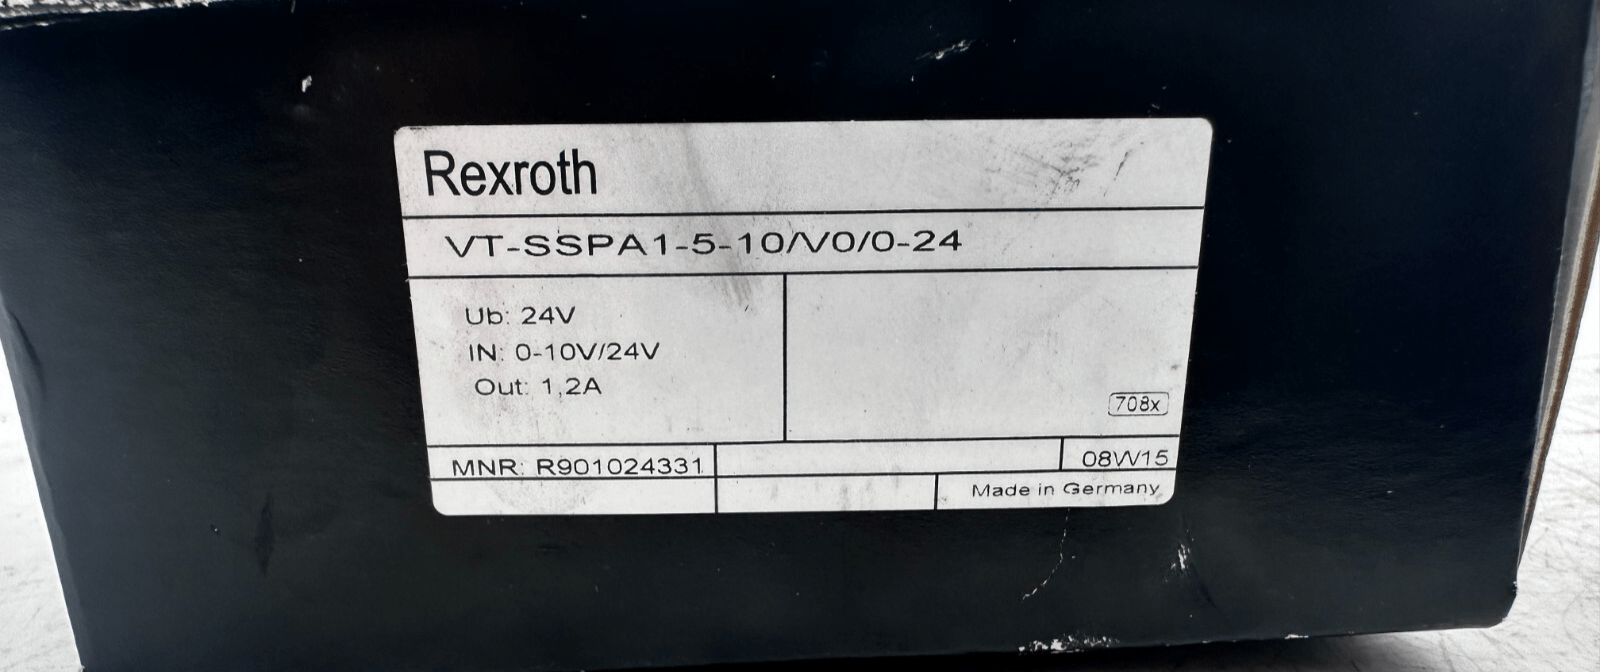 Rexroth
VT-SSPA1-5-10/V0/0-24
Ub: 24V
IN: 0-10V/24V
Out: 1,2A
708x
MNR: R901024331
08W15
Made in Germany